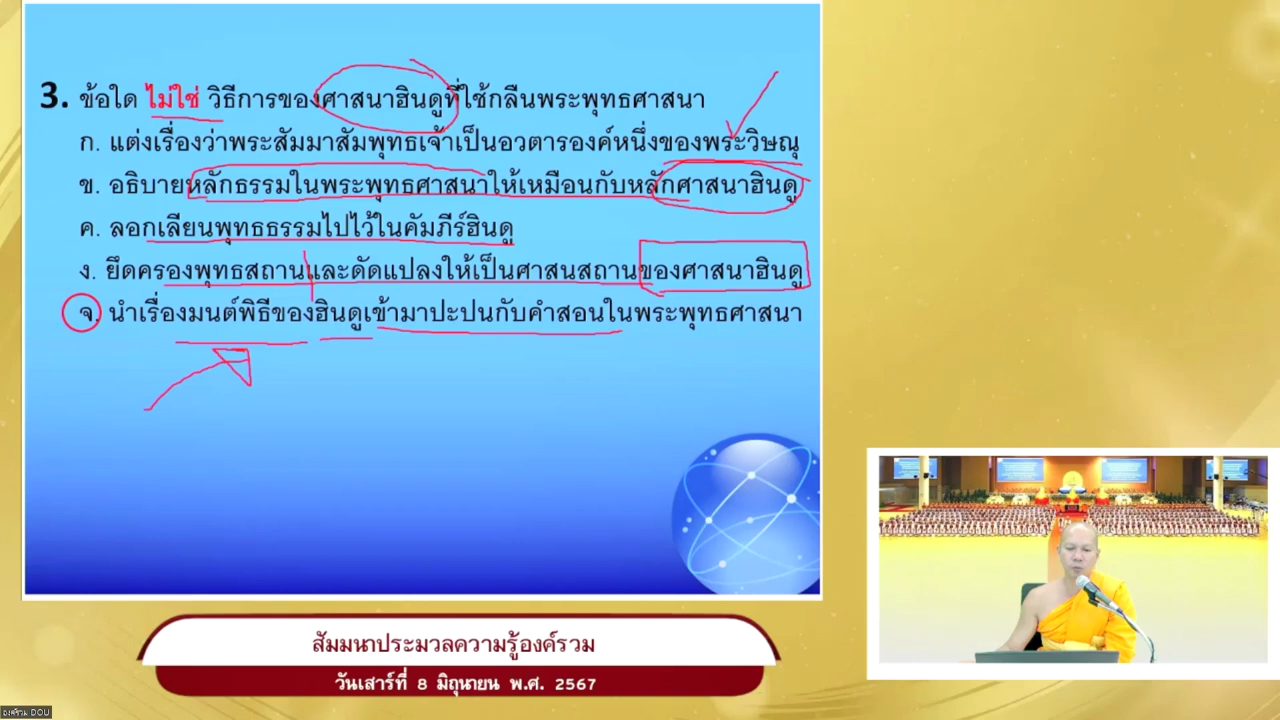 3. ข้อใด ไม่ใช่ วิธีการของศาสนาฮินดูที่ใช้กลืนพระพุทธศาสนา
ก. แต่งเรื่องว่าพระสัมมาสัมพุทธเจ้าเป็นอวตารองค์หนึ่งของพระวิษณุ
ข. อธิบายหลักธรรมในพระพุทธศาสนาให้เหมือนกับหลักศาสนาฮินดู
ค. ลอกเลียนพุทธธรรมไปไว้ในคัมภีร์ฮินดู
ง. ยึดครองพุทธสถานและดัดแปลงให้เป็นศาสนสถานของศาสนาฮินดู
จ. นำเรื่องมนต์พิธีของฮินดูเข้ามาปะปนกับคำสอนในพระพุทธศาสนา
สัมมนาประมวลความรู้องค์รวม
วันเสาร์ที่ 8 มิถุนายน พ.ศ. 2567
องค์รวม DOU